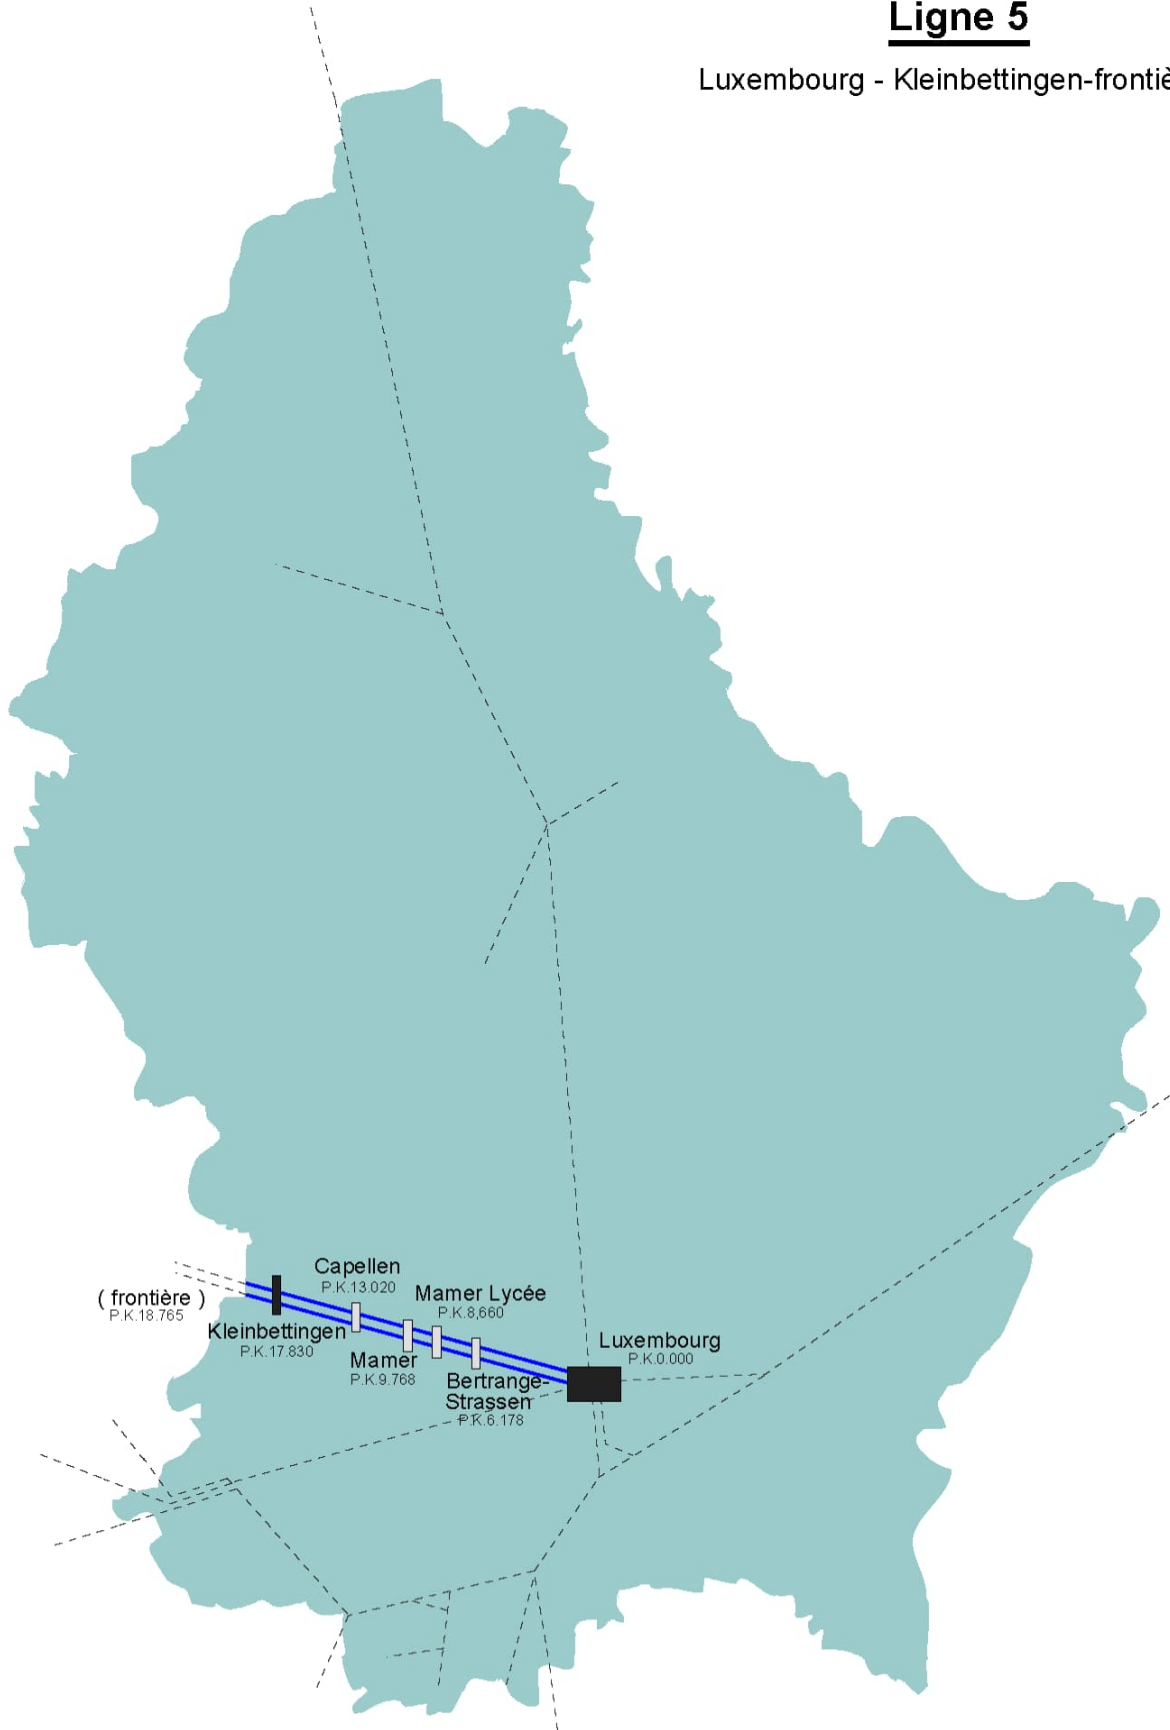 Ligne 5
Luxembourg - Kleinbettingen-frontiè
Capellen
P.K.13.020
Mamer Lycée
P.K.8,660
( frontière )
P.K.18.765
Kleinbettingen
P.K.17.830
Mamer
P.K.9.768
Luxembourg
P.K.0.000
Bertrange-
Strassen
P.K.6.178